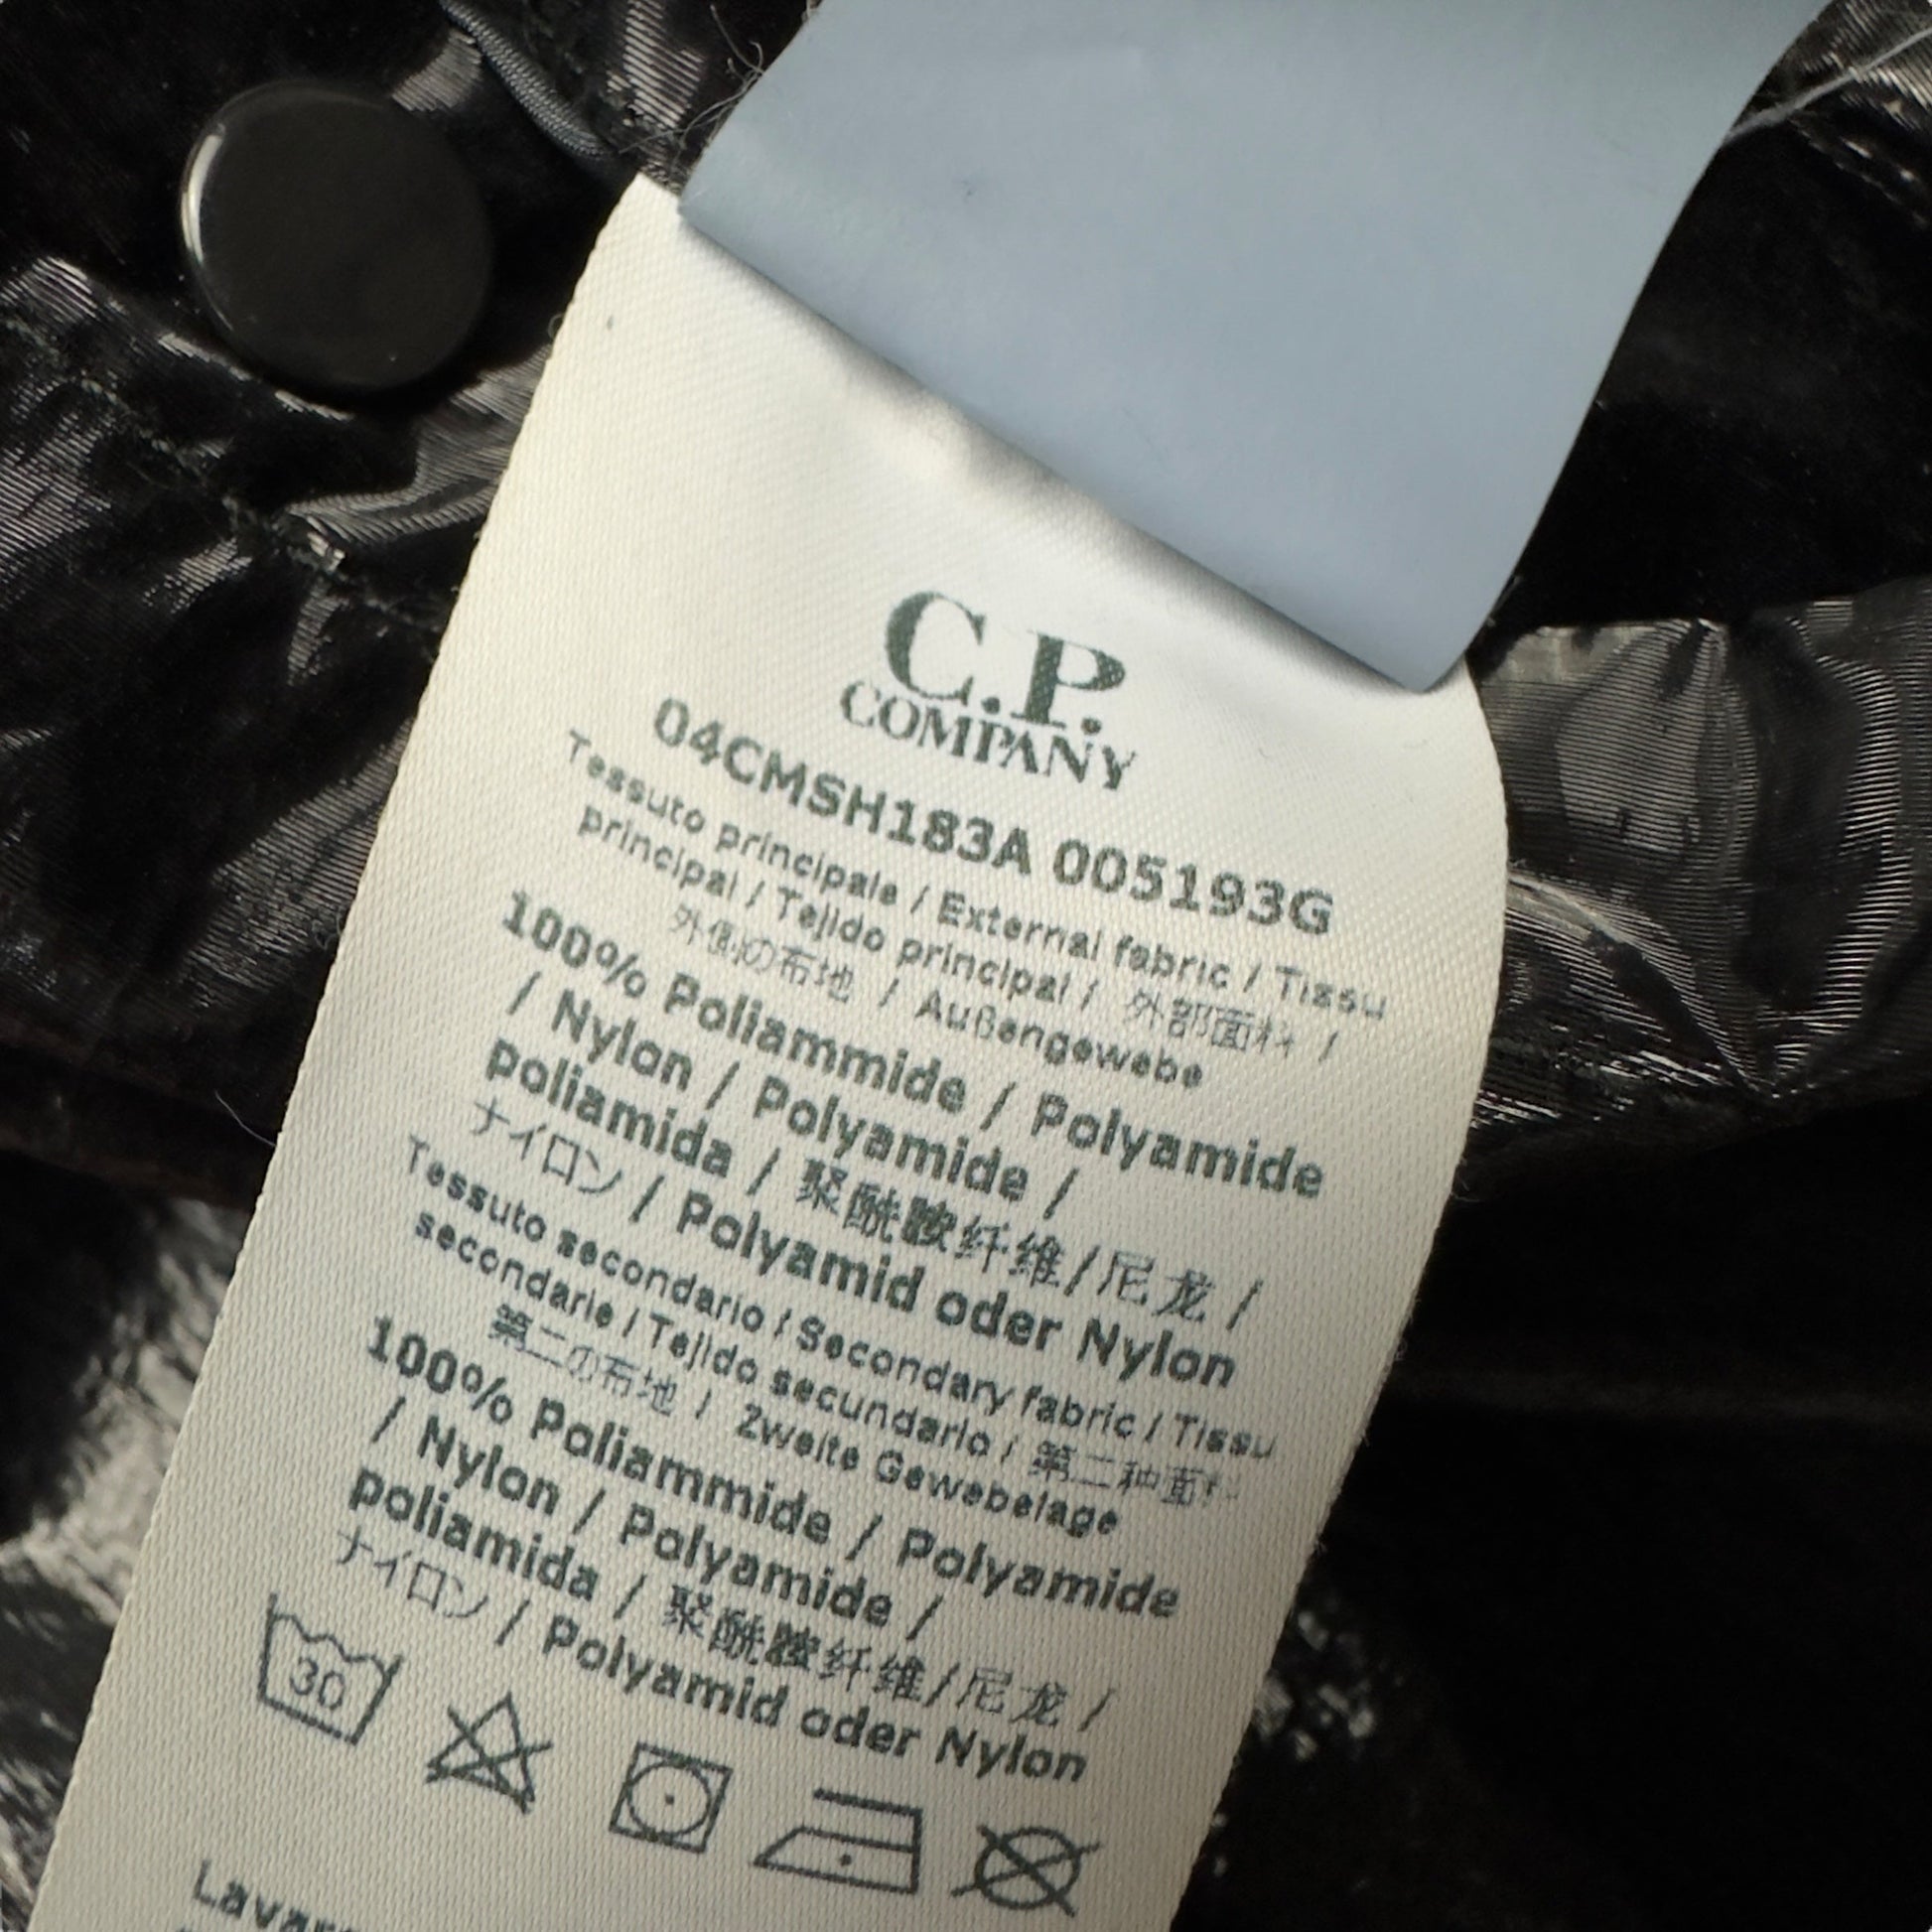 C.P.
COMPANY
04CMSH183A 005193G
Tessuto principale / External fabric / Tissu
principal / Tejido principal / 外部面料 /
外側の布地 / Außengewebe
100% Poliammide / Polyamide
/ Nylon / Polyamide /
poliamida / 聚酰胺纤维/尼龙 /
ナイロン / Polyamid oder Nylon
Tessuto secondario / Secondary fabric / Tissu
secondarie / Tejido secundario / 第二种面料
第二の布地 / Zweite Gewebelage
100% Poliammide / Polyamide
/ Nylon / Polyamide /
poliamida / 聚酰胺纤维/尼龙 /
ナイロン / Polyamid oder Nylon
30